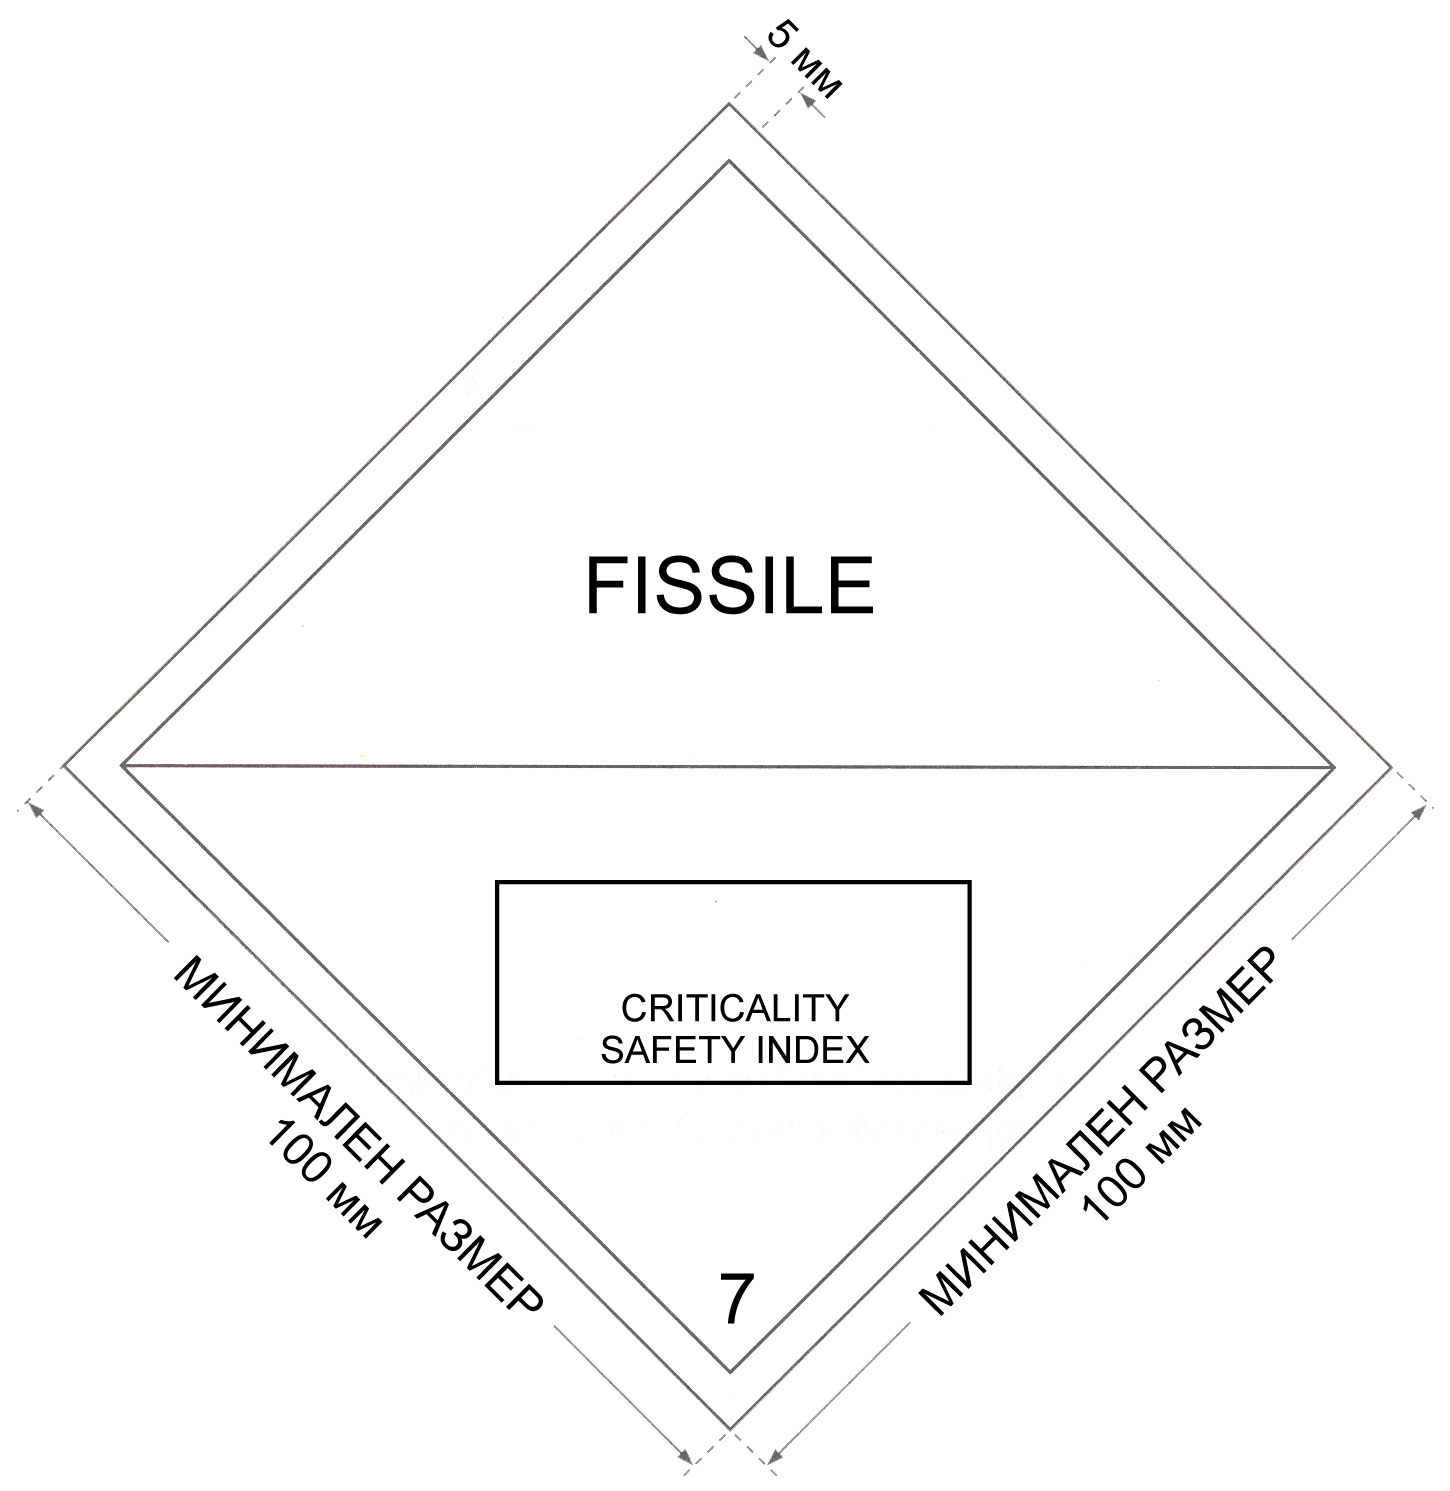 5 мм
FISSILE
CRITICALITY
SAFETY INDEX
МИНИМАЛЕН РАЗМЕР
100 мм
МИНИМАЛЕН РАЗМЕР
100 мм
7